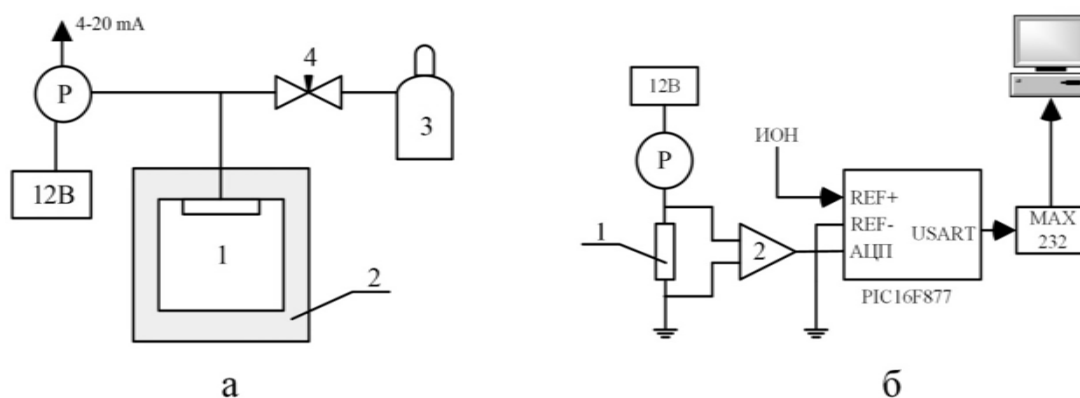 4-20 mA
P
4
3
12В
1
2
а
12В
P
ИОН
1
2
REF+
REF-
АЦП
USART
PIC16F877
MAX
232
б